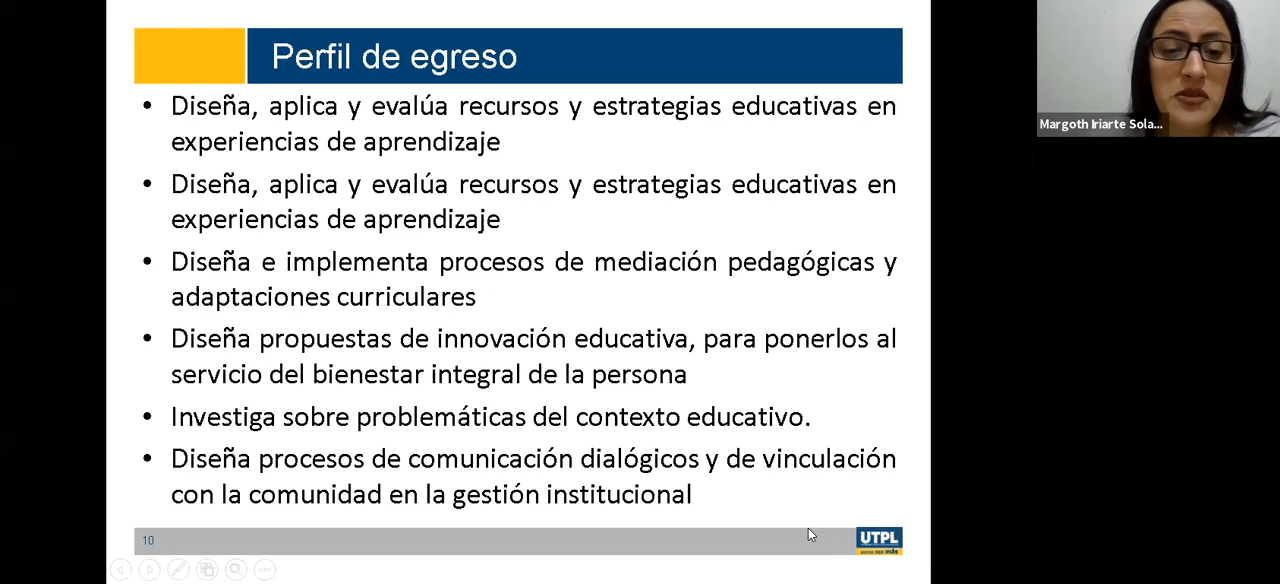 Perfil de egreso
• Diseña, aplica y evalúa recursos y estrategias educativas en
experiencias de aprendizaje
• Diseña, aplica y evalúa recursos y estrategias educativas en
experiencias de aprendizaje
• Diseña e implementa procesos de mediación pedagógicas y
adaptaciones curriculares
• Diseña propuestas de innovación educativa, para ponerlos al
servicio del bienestar integral de la persona
• Investiga sobre problemáticas del contexto educativo.
• Diseña procesos de comunicación dialógicos y de vinculación
con la comunidad en la gestión institucional
10
UTPL
más
Margoth Iriarte Sola...